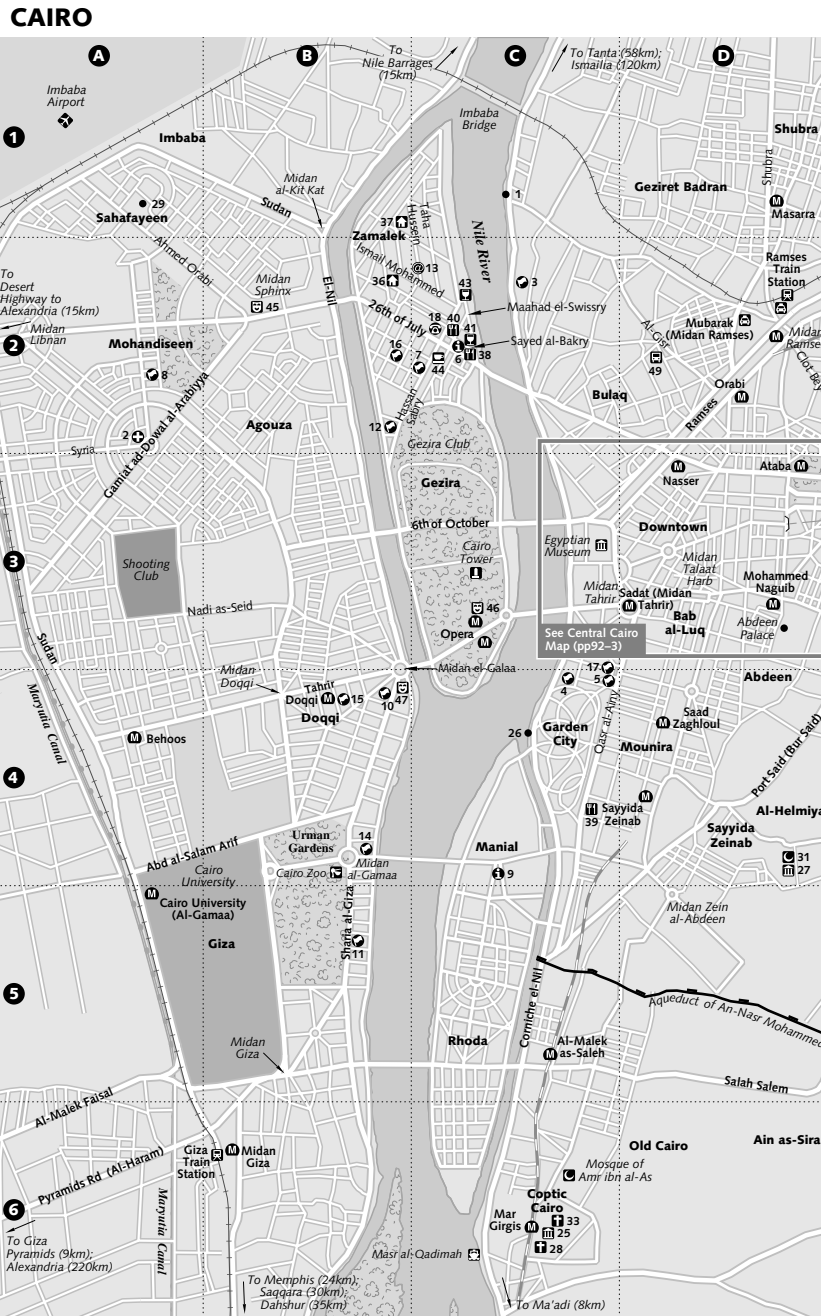 CAIRO
A
B
C
D
To
Nile Barrages
(15km)
To Tanta (58km);
Ismailia (120km)
Imbaba
Airport
Imbaba
Bridge
1
Imbaba
Shubra
Midan
al-Kit Kat
Shubra
Geziret Badran
29
Sahafayeen
Sudan
37
Taha
Hussein
1
Masarra
Zamalek
Nile River
Ahmed Orabi
Ismail Mohammed
13
Ramses
Train
Station
To
Desert
Highway to
Alexandria (15km)
Midan
Sphinx
El-Nil
36
43
3
45
Maahad el-Swissry
26th of July
18
40
41
Al-Gisr
Mubarak
(Midan Ramses)
Midan
Ramse
Midan
Libnan
2
Mohandiseen
Sayed al-Bakry
16
7
6
38
44
49
Clot Bey
8
Orabi
Bulaq
Hassan
Sabry
Ramses
Gamiat ad-Dowal al-Arabiyya
Agouza
12
2
Syria
Gezira Club
Nasser
Ataba
Gezira
6th of October
Downtown
Egyptian
Museum
Cairo
Tower
Midan
Talaat
Harb
3
Shooting
Club
Midan
Tahrir
Mohammed
Naguib
Sadat (Midan
Tahrir)
Nadi as-Seid
46
Opera
Bab
al-Luq
Abdeen
Palace
See Central Cairo
Map (pp92–3)
Sudan
Midan
Doqqi
Midan el-Galaa
17
5
4
Abdeen
Tahrir
Doqqi
15
10
47
Doqqi
Maryutia Canal
Behoos
26
Garden
City
Qasr al-Ainy
Saad
Zaghloul
Mounira
Port Said (Bur Said)
4
39
Sayyida
Zeinab
Al-Helmiya
Abd al-Salam Arif
Urman
Gardens
14
Manial
Sayyida
Zeinab
Cairo
University
Cairo Zoo
Midan
al-Gamaa
9
31
27
Cairo University
(Al-Gamaa)
Midan Zein
al-Abdeen
Giza
Sharia al-Giza
11
5
Corniche el-Nil
Aqueduct of An-Nasr Mohammed
Midan
Giza
Rhoda
Al-Malek
as-Saleh
Al-Malek Faisal
Salah Salem
Pyramids Rd (Al-Haram)
Giza
Train
Station
Midan
Giza
Old Cairo
Ain as-Sira
Mosque of
Amr ibn al-As
Maryutia Canal
Coptic
Cairo
6
Mar
Girgis
33
25
28
To Giza
Pyramids (9km);
Alexandria (220km)
Masr al-Qadimah
To Memphis (24km);
Saqqara (30km);
Dahshur (35km)
To Ma'adi (8km)